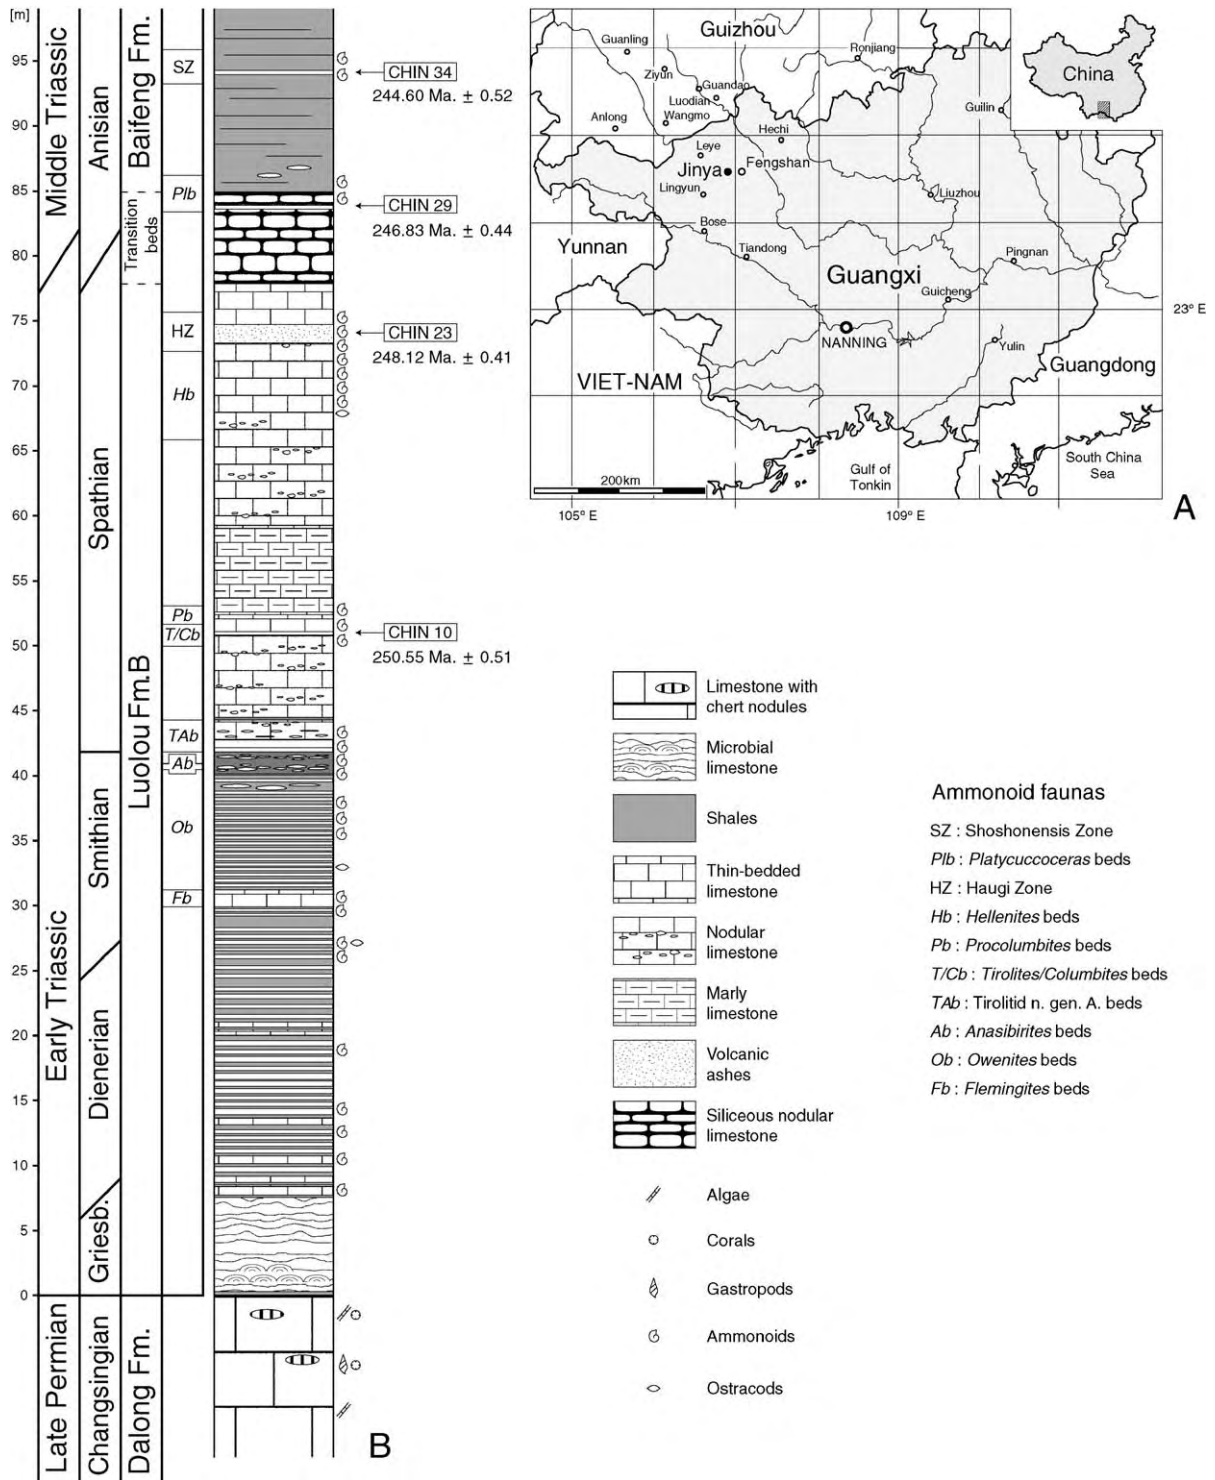 [m]
95
90
85
80
75
70
65
60
55
50
45
40
35
30
25
20
15
10
5
0
Middle Triassic
Early Triassic
Late Permian
Anisian
Spathian
Smithian
Dienerian
Griesb.
Changsingian
Baifeng Fm.
Transition
beds
Luolou Fm.B
Dalong Fm.
SZ
Plb
HZ
Hb
Pb
T/Cb
TAb
Ab
Ob
Fb
CHIN 34
244.60 Ma. ± 0.52
CHIN 29
246.83 Ma. ± 0.44
CHIN 23
248.12 Ma. ± 0.41
CHIN 10
250.55 Ma. ± 0.51
B
Guizhou
Guanling
Ronjiang
Ziyun
Guandao
Luodian
Wangmo
Anlong
Hechi
Guilin
China
Leye
Jinya
Fengshan
Lingyun
Liuzhou
Bose
Yunnan
Tiandong
Pingnan
Guangxi
Guicheng
23° E
NANNING
Yulin
VIET-NAM
Guangdong
South China
Sea
Gulf of
Tonkin
200km
105° E
109° E
A
Limestone with
chert nodules
Microbial
limestone
Shales
Thin-bedded
limestone
Nodular
limestone
Marly
limestone
Volcanic
ashes
Siliceous nodular
limestone
Algae
Corals
Gastropods
Ammonoids
Ostracods
Ammonoid faunas
SZ : Shoshonensis Zone
Plb : Platycuccoceras beds
HZ : Haugi Zone
Hb : Hellenites beds
Pb : Procolumbites beds
T/Cb : Tirolites/Columbites beds
TAb : Tirolitid n. gen. A. beds
Ab : Anasibirites beds
Ob : Owenites beds
Fb : Flemingites beds